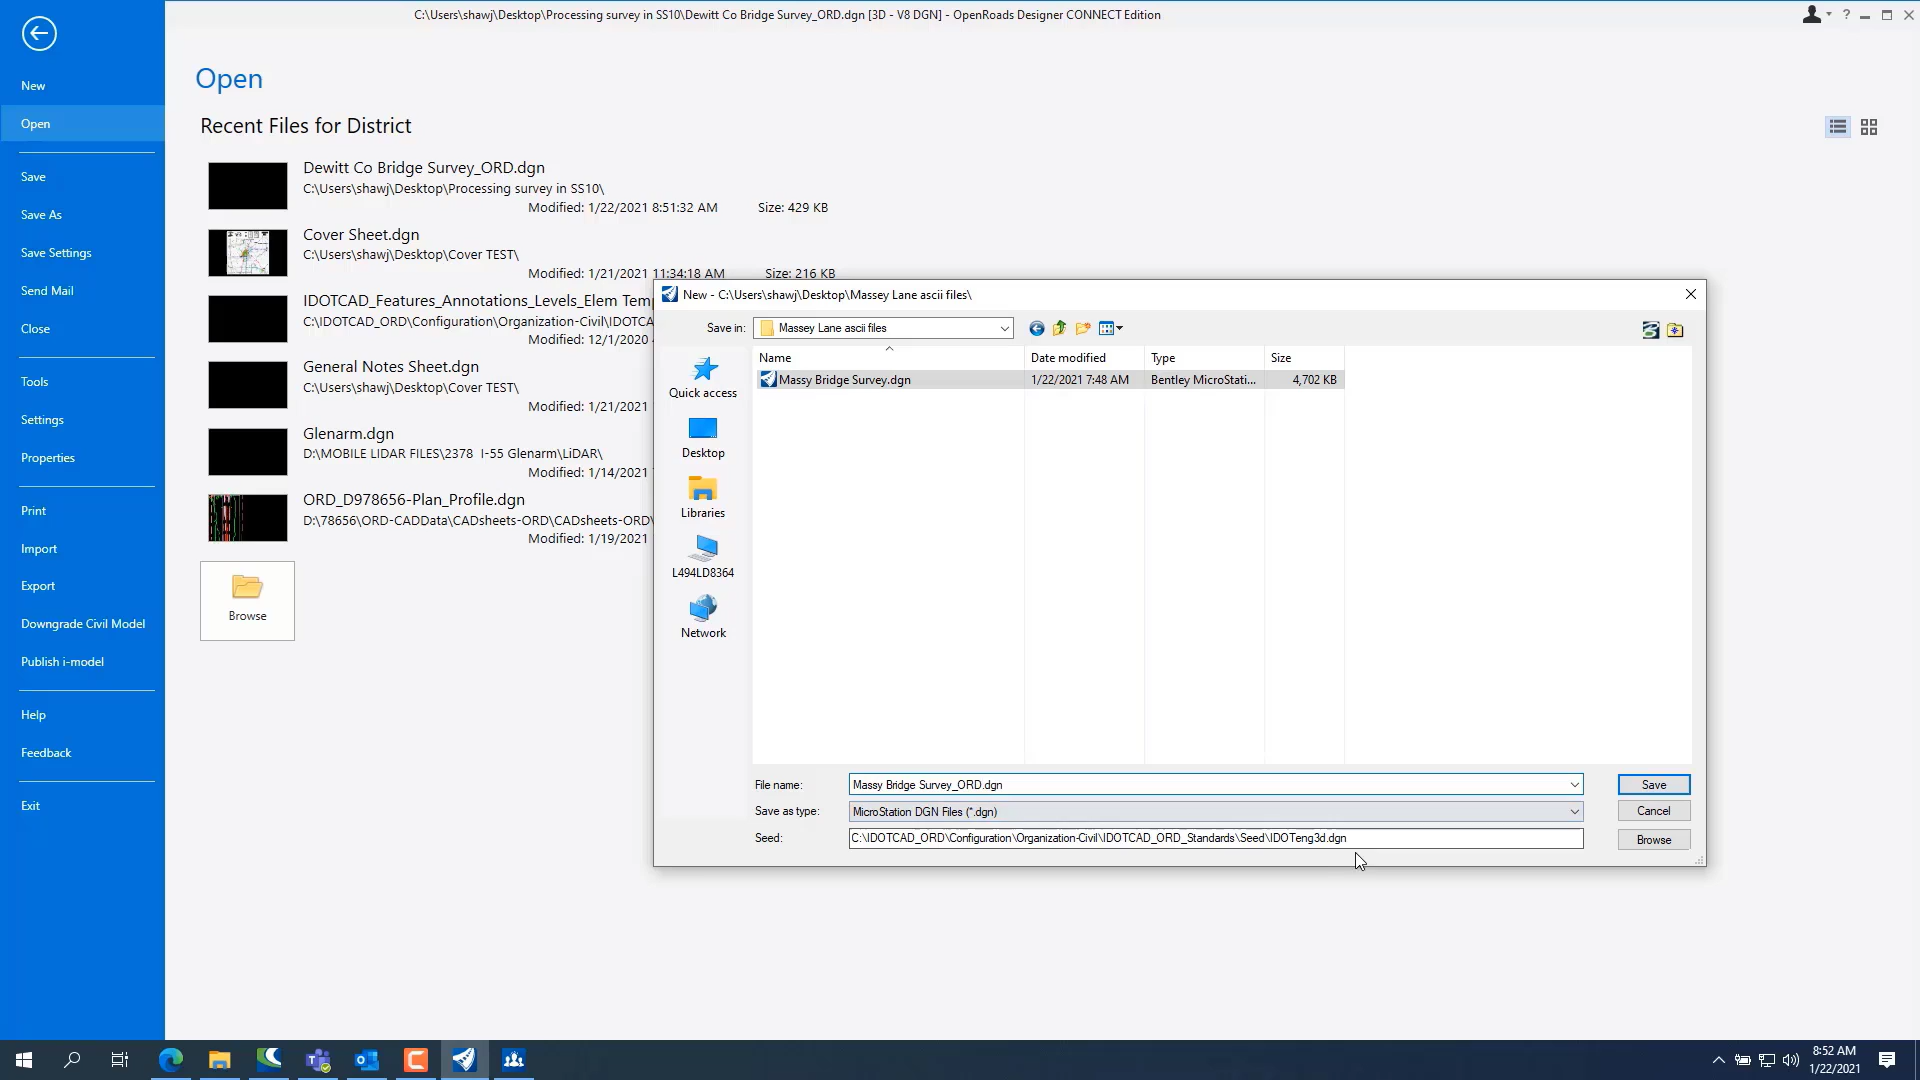 C:\Users\shawj\Desktop\Processing survey in SS10\Dewitt Co Bridge Survey_ORD.dgn [3D - V8 DGN] - OpenRoads Designer CONNECT Edition
?
New
Open
Save
Save As
Save Settings
Send Mail
Close
Tools
Settings
Properties
Print
Import
Export
Downgrade Civil Model
Publish i-model
Help
Feedback
Exit
Open
Recent Files for District
Dewitt Co Bridge Survey_ORD.dgn
C:\Users\shawj\Desktop\Processing survey in SS10\
Modified: 1/22/2021 8:51:32 AM Size: 429 KB
Cover Sheet.dgn
C:\Users\shawj\Desktop\Cover TEST\
Modified: 1/21/2021 11:34:18 AM Size: 216 KB
IDOTCAD_Features_Annotations_Levels_Elem Temp
C:\IDOTCAD_ORD\Configuration\Organization-Civil\IDOTCA
Modified: 12/1/2020 4
General Notes Sheet.dgn
C:\Users\shawj\Desktop\Cover TEST\
Modified: 1/21/2021
Glenarm.dgn
D:\MOBILE LIDAR FILES\2378 I-55 Glenarm\LiDAR\
Modified: 1/14/2021
ORD_D978656-Plan_Profile.dgn
D:\78656\ORD-CADData\CADsheets-ORD\CADsheets-ORD\
Modified: 1/19/2021
Browse
New - C:\Users\shawj\Desktop\Massey Lane ascii files\
Save in: Massey Lane ascii files
Name Date modified Type Size
Massy Bridge Survey.dgn 1/22/2021 7:48 AM Bentley MicroStati... 4,702 KB
Quick access
Desktop
Libraries
L494LD8364
Network
File name: Massy Bridge Survey_ORD.dgn Save
Save as type: MicroStation DGN Files (*.dgn) Cancel
Seed: C:\IDOTCAD_ORD\Configuration\Organization-Civil\IDOTCAD_ORD_Standards\Seed\IDOTeng3d.dgn Browse
8:52 AM
1/22/2021